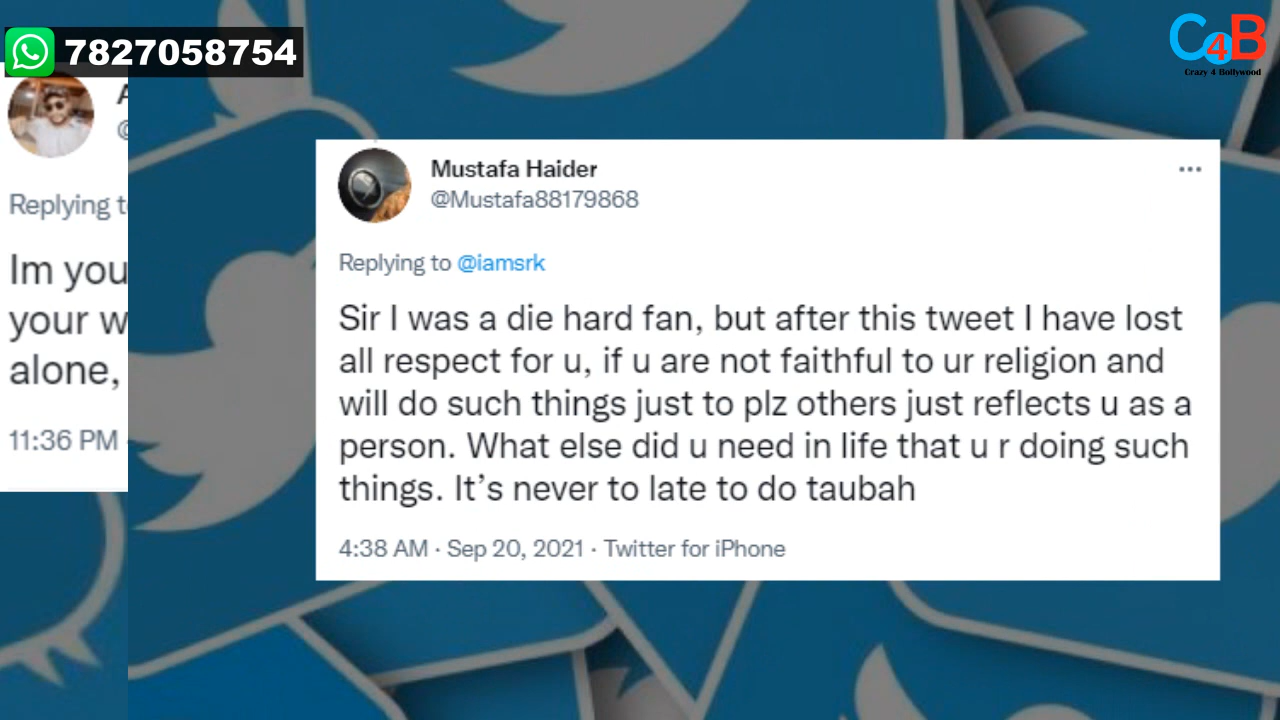 7827058754
C4B
Crazy 4 Bollywood
A
@
Replying t
Im you
your w
alone,
11:36 PM
Mustafa Haider
@Mustafa88179868
Replying to @iamsrk
Sir I was a die hard fan, but after this tweet I have lost
all respect for u, if u are not faithful to ur religion and
will do such things just to plz others just reflects u as a
person. What else did u need in life that u r doing such
things. It’s never to late to do taubah
4:38 AM · Sep 20, 2021 · Twitter for iPhone